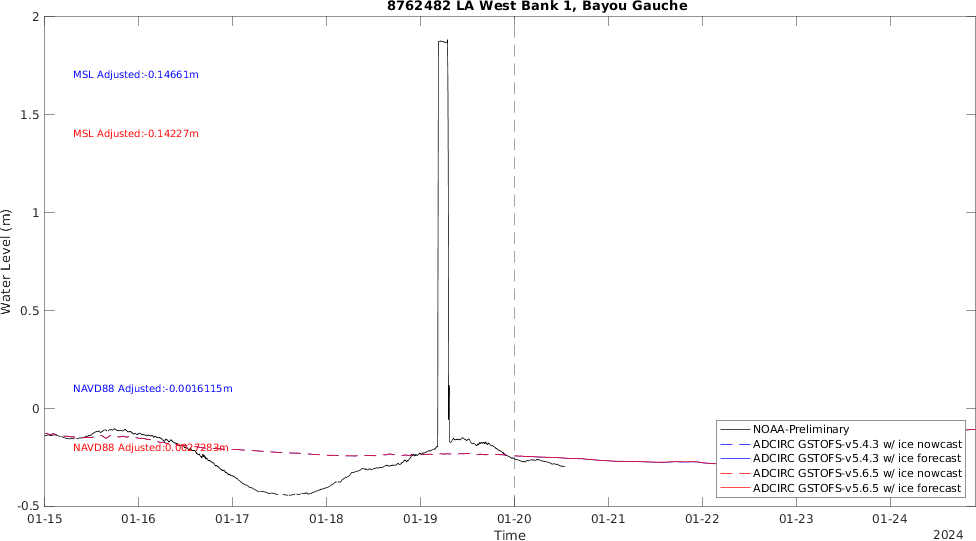 8762482 LA West Bank 1, Bayou Gauche
2
1.5
1
0.5
0
-0.5
Water Level (m)
MSL Adjusted:-0.14661m
MSL Adjusted:-0.14227m
NAVD88 Adjusted:-0.0016115m
NAVD88 Adjusted:0.0027283m
NOAA-Preliminary
ADCIRC GSTOFS-v5.4.3 w/ ice nowcast
ADCIRC GSTOFS-v5.4.3 w/ ice forecast
ADCIRC GSTOFS-v5.6.5 w/ ice nowcast
ADCIRC GSTOFS-v5.6.5 w/ ice forecast
01-15 01-16 01-17 01-18 01-19 01-20 01-21 01-22 01-23 01-24
Time
2024